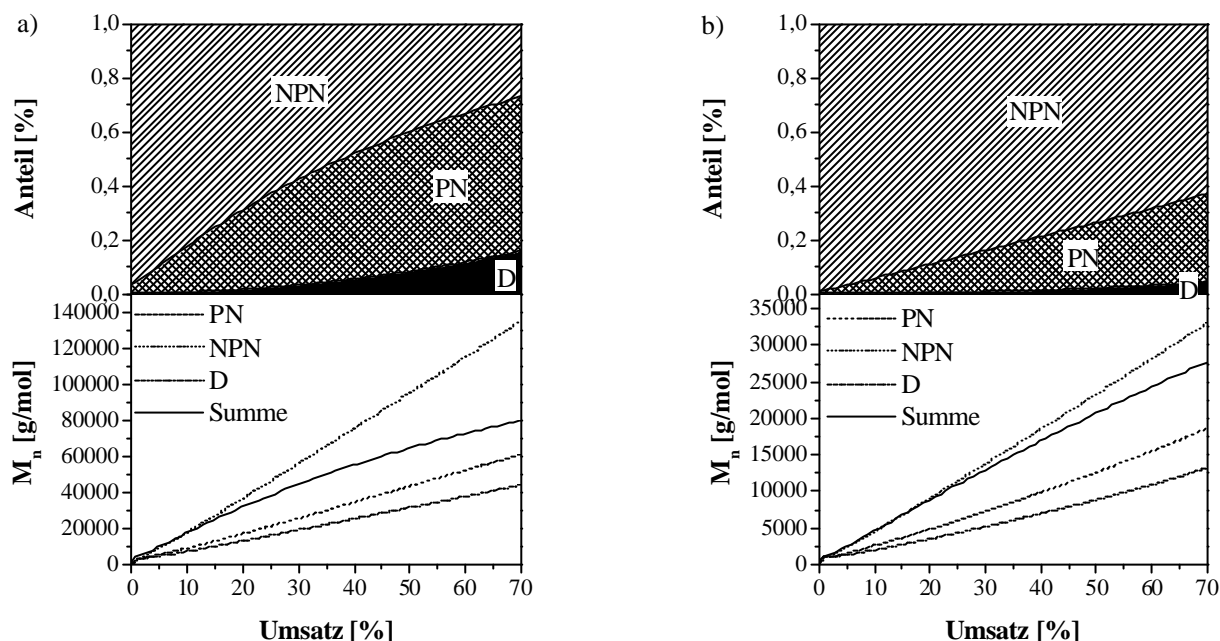 a)
Anteil [%]
1,0
0,8
0,6
0,4
0,2
0,0
NPN
PN
D
M_n [g/mol]
140000
120000
100000
80000
60000
40000
20000
0
PN
NPN
D
Summe
0 10 20 30 40 50 60 70
Umsatz [%]
b)
Anteil [%]
1,0
0,8
0,6
0,4
0,2
0,0
NPN
PN
D
M_n [g/mol]
35000
30000
25000
20000
15000
10000
5000
0
PN
NPN
D
Summe
0 10 20 30 40 50 60 70
Umsatz [%]